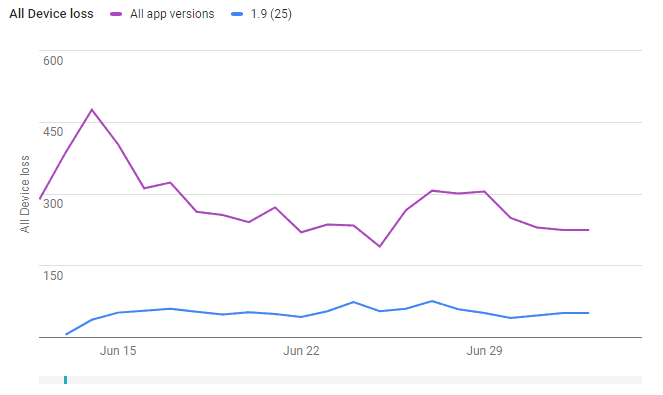 All Device loss All app versions 1.9 (25)
600
450
300
150
All Device loss
Jun 15 Jun 22 Jun 29